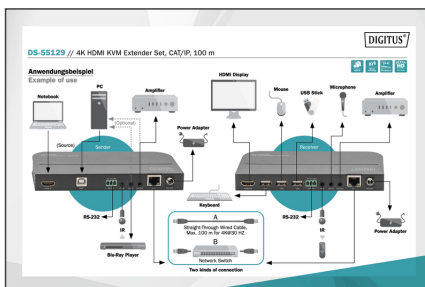 DIGITUS®
DS-55129 // 4K HDMI KVM Extender Set, CAT/IP, 100 m
Anwendungsbeispiel
Example of use
Notebook
PC
Amplifier
HDMI Display
Mouse
USB Stick
Microphone
Amplifier
(Optional)
(Source)
Sender
Power Adapter
Receiver
RS-232
IR
Blu-Ray Player
Keyboard
A
Straight-Through Wired Cable,
Max. 100 m for 4K@30 HZ
B
Network Switch
Two kinds of connection
RS-232
IR
Power Adapter